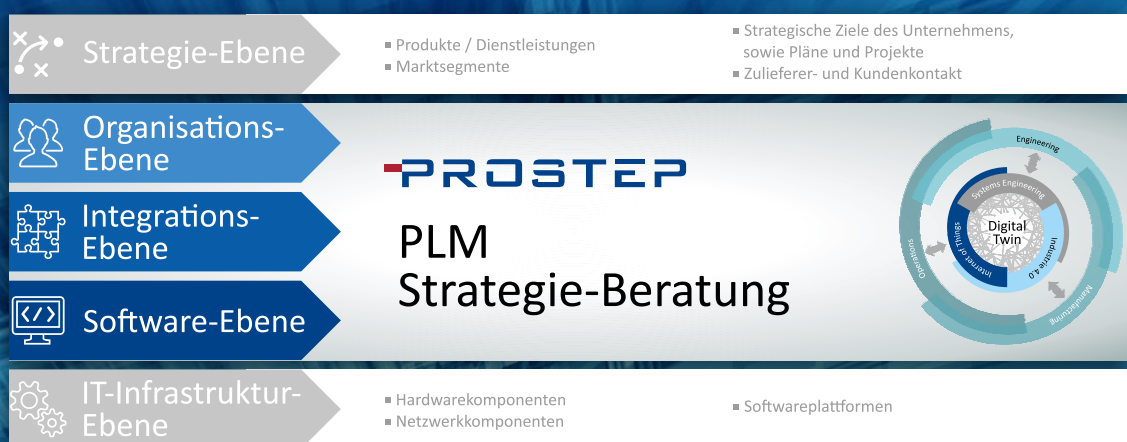 Strategie-Ebene
▪ Produkte / Dienstleistungen
▪ Marktsegmente
▪ Strategische Ziele des Unternehmens,
sowie Pläne und Projekte
▪ Zulieferer- und Kundenkontakt
Organisations-
Ebene
Integrations-
Ebene
Software-Ebene
PROSTEP
PLM
Strategie-Beratung
Engineering
Systems Engineering
Digital
Twin
Internet of Things
Industrie 4.0
Operations
Manufacturing
IT-Infrastruktur-
Ebene
▪ Hardwarekomponenten
▪ Netzwerkkomponenten
▪ Softwareplattformen